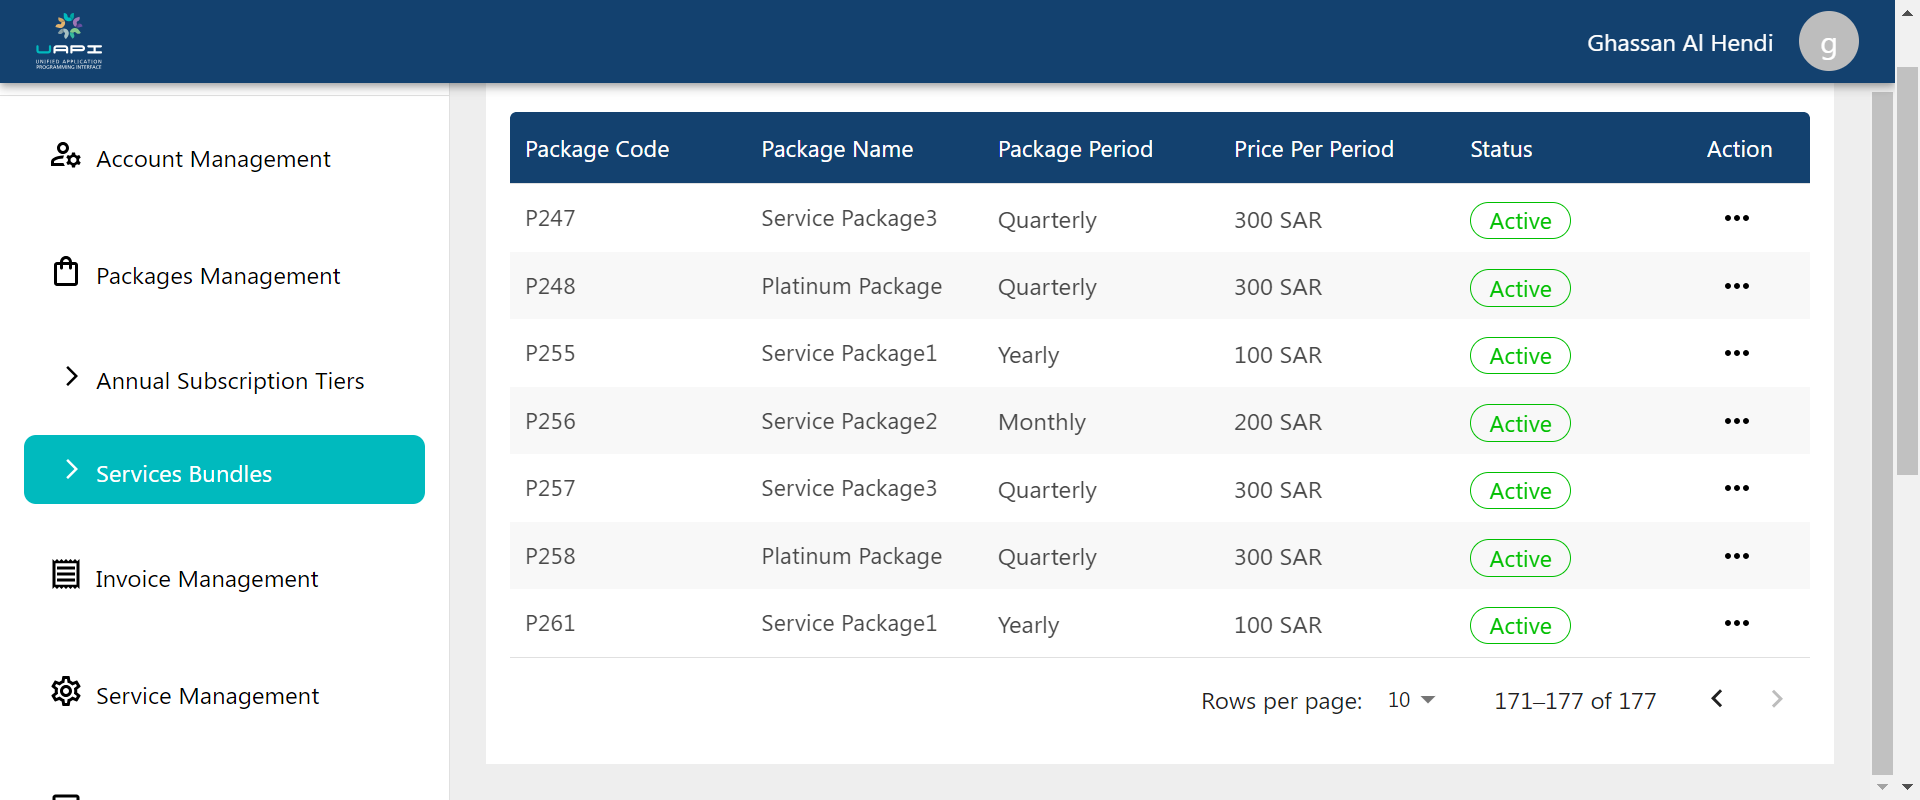 UAPI
UNIFIED APPLICATION
PROGRAMMING INTERFACE
Ghassan Al Hendi
g
Account Management
Packages Management
Annual Subscription Tiers
Services Bundles
Invoice Management
Service Management
Package Code Package Name Package Period Price Per Period Status Action
P247 Service Package3 Quarterly 300 SAR Active
P248 Platinum Package Quarterly 300 SAR Active
P255 Service Package1 Yearly 100 SAR Active
P256 Service Package2 Monthly 200 SAR Active
P257 Service Package3 Quarterly 300 SAR Active
P258 Platinum Package Quarterly 300 SAR Active
P261 Service Package1 Yearly 100 SAR Active
Rows per page: 10 171–177 of 177